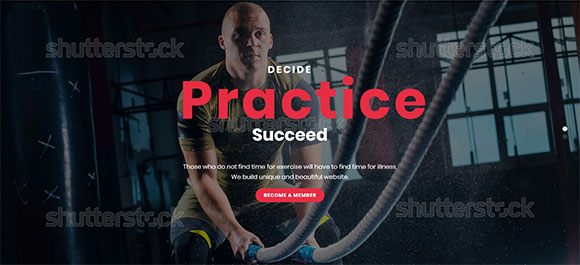 shutterstock
shutterstock
DECIDE
Practice
shutterstock
Succeed
Those who do not find time for exercise will have to find time for illness.
We build unique and beautiful website.
BECOME A MEMBER
shutterstock
shutterstock